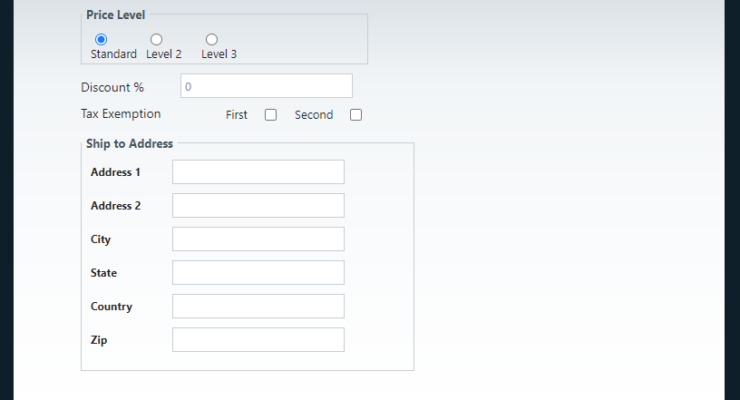 Price Level
Standard Level 2 Level 3
Discount % 0
Tax Exemption First Second
Ship to Address
Address 1
Address 2
City
State
Country
Zip